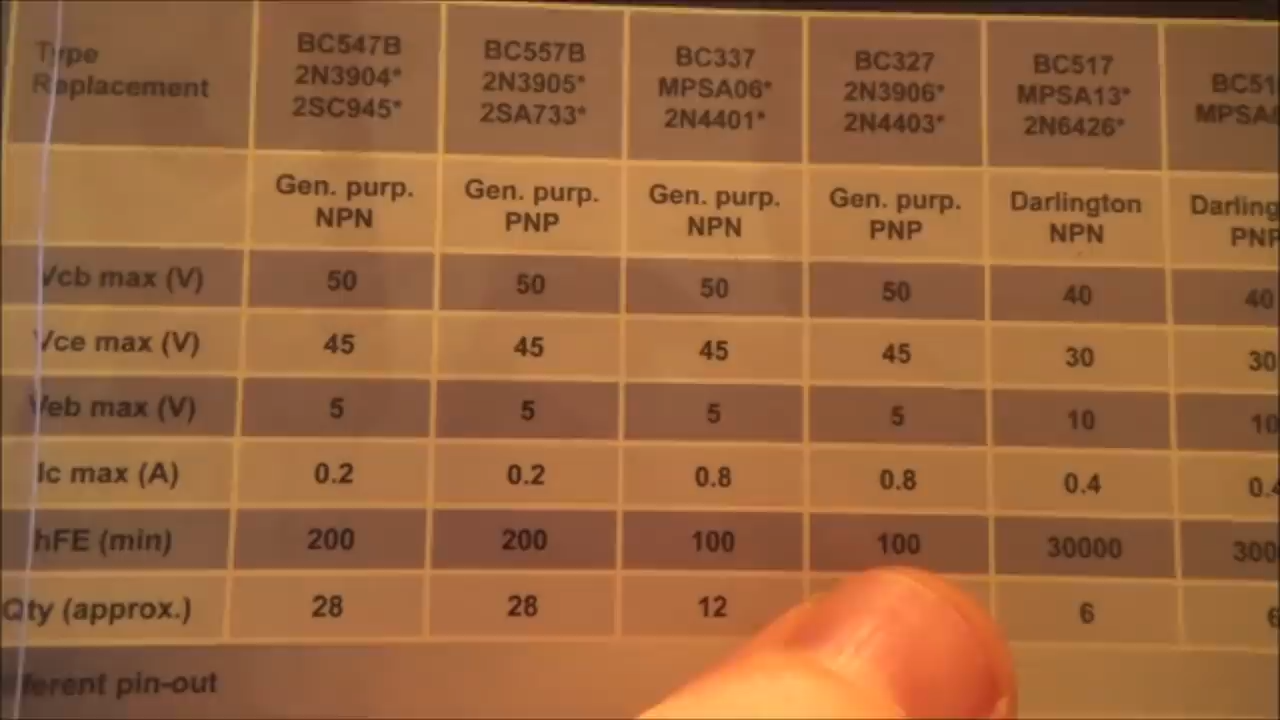 Type Replacement BC547B 2N3904* 2SC945* BC557B 2N3905* 2SA733* BC337 MPSA06* 2N4401* BC327 2N3906* 2N4403* BC517 MPSA13* 2N6426* BC51 MPSA
Gen. purp. NPN Gen. purp. PNP Gen. purp. NPN Gen. purp. PNP Darlington NPN Darling PNP
Vcb max (V) 50 50 50 50 40 40
Vce max (V) 45 45 45 45 30 30
Veb max (V) 5 5 5 5 10 10
Ic max (A) 0.2 0.2 0.8 0.8 0.4 0.4
hFE (min) 200 200 100 100 30000 300
Qty (approx.) 28 28 12 6 6
fferent pin-out